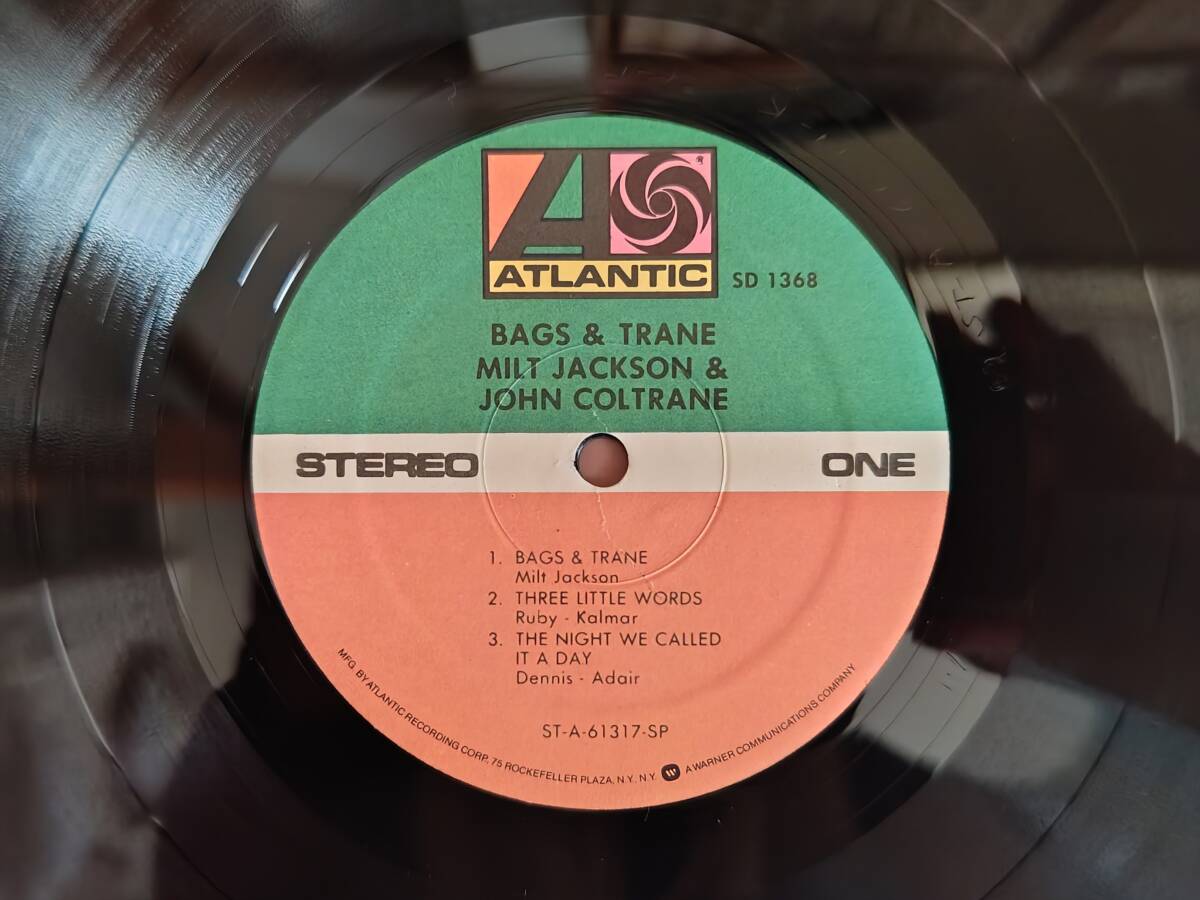 ATLANTIC
SD 1368
BAGS & TRANE
MILT JACKSON &
JOHN COLTRANE
STEREO
ONE
1. BAGS & TRANE
Milt Jackson
2. THREE LITTLE WORDS
Ruby - Kalmar
3. THE NIGHT WE CALLED
IT A DAY
Dennis - Adair
ST-A-61317-SP
MFG. BY ATLANTIC RECORDING CORP., 75 ROCKEFELLER PLAZA, N.Y. N.Y. A WARNER COMMUNICATIONS COMPANY